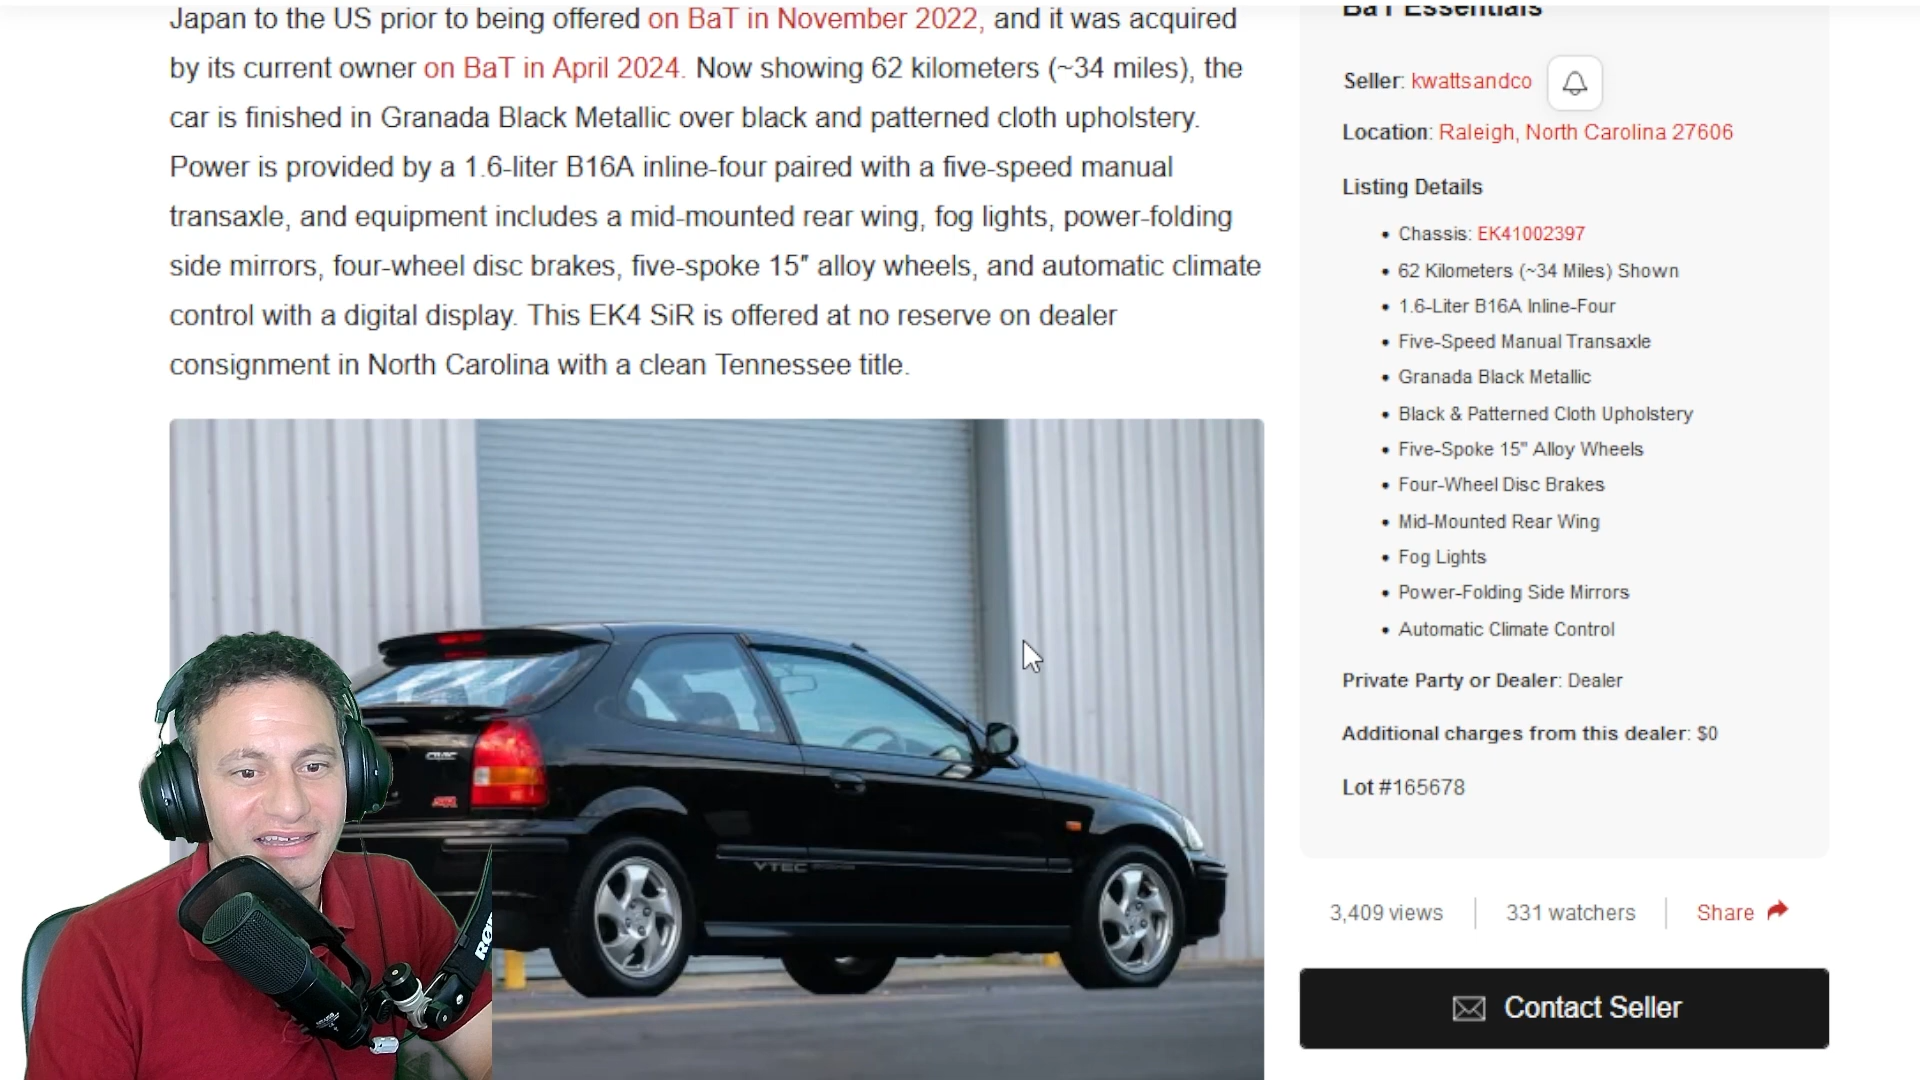 Japan to the US prior to being offered on BaT in November 2022, and it was acquired
by its current owner on BaT in April 2024. Now showing 62 kilometers (~34 miles), the
car is finished in Granada Black Metallic over black and patterned cloth upholstery.
Power is provided by a 1.6-liter B16A inline-four paired with a five-speed manual
transaxle, and equipment includes a mid-mounted rear wing, fog lights, power-folding
side mirrors, four-wheel disc brakes, five-spoke 15″ alloy wheels, and automatic climate
control with a digital display. This EK4 SiR is offered at no reserve on dealer
consignment in North Carolina with a clean Tennessee title.
CIVIC
SiR
VTEC
BaT Essentials
Seller: kwattsandco
Location: Raleigh, North Carolina 27606
Listing Details
• Chassis: EK41002397
• 62 Kilometers (~34 Miles) Shown
• 1.6-Liter B16A Inline-Four
• Five-Speed Manual Transaxle
• Granada Black Metallic
• Black & Patterned Cloth Upholstery
• Five-Spoke 15" Alloy Wheels
• Four-Wheel Disc Brakes
• Mid-Mounted Rear Wing
• Fog Lights
• Power-Folding Side Mirrors
• Automatic Climate Control
Private Party or Dealer: Dealer
Additional charges from this dealer: $0
Lot #165678
3,409 views
331 watchers
Share
Contact Seller